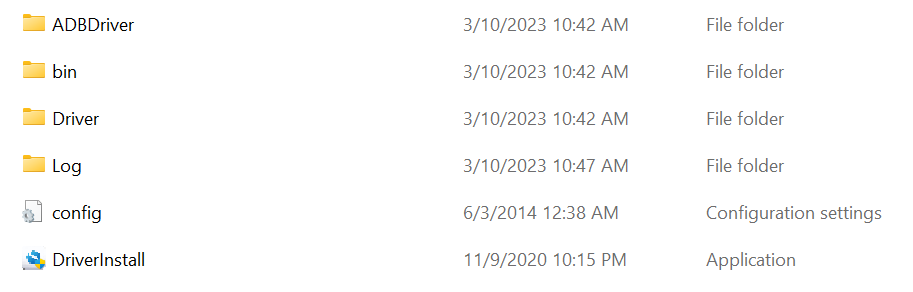 ADBDriver 3/10/2023 10:42 AM File folder
bin 3/10/2023 10:42 AM File folder
Driver 3/10/2023 10:42 AM File folder
Log 3/10/2023 10:47 AM File folder
config 6/3/2014 12:38 AM Configuration settings
DriverInstall 11/9/2020 10:15 PM Application